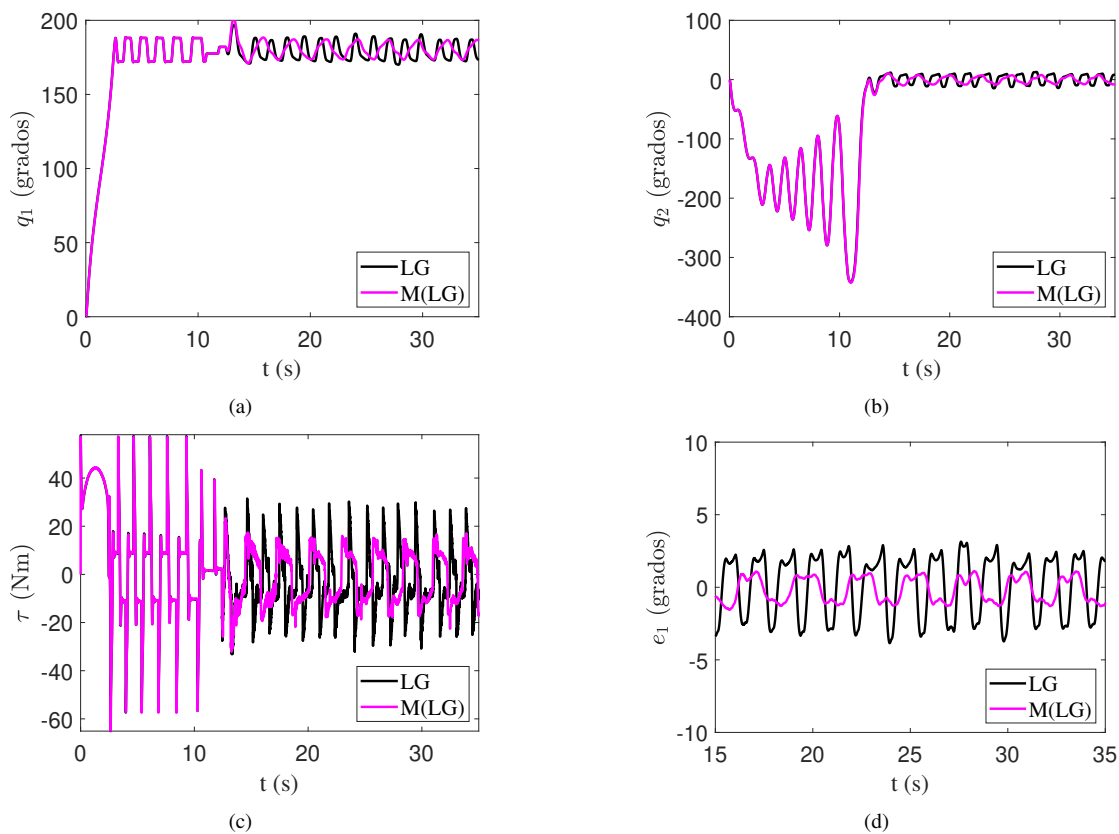 200
150
100
50
0
q₁ (grados)
0 10 20 30
t (s)
LG
M(LG)
(a)
100
0
-100
-200
-300
-400
q₂ (grados)
0 10 20 30
t (s)
LG
M(LG)
(b)
40
20
0
-20
-40
-60
τ (Nm)
0 10 20 30
t (s)
LG
M(LG)
(c)
10
5
0
-5
-10
e₁ (grados)
15 20 25 30 35
t (s)
LG
M(LG)
(d)